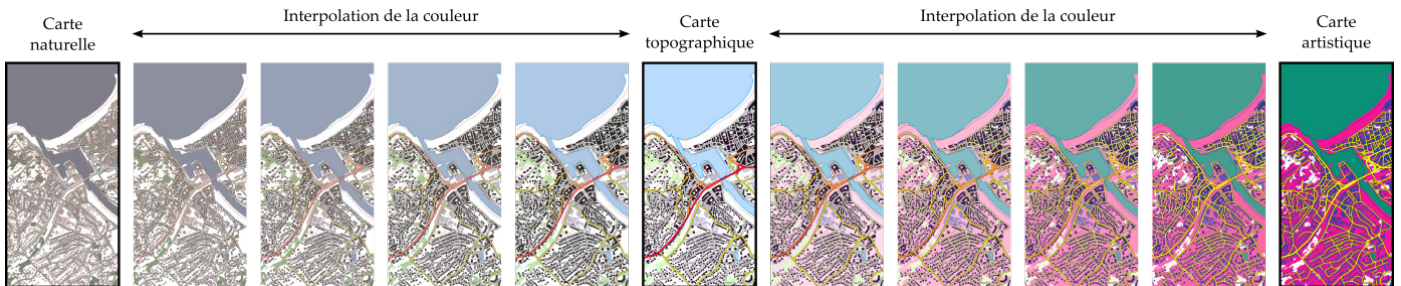 Carte
naturelle
Interpolation de la couleur
Carte
topographique
Interpolation de la couleur
Carte
artistique